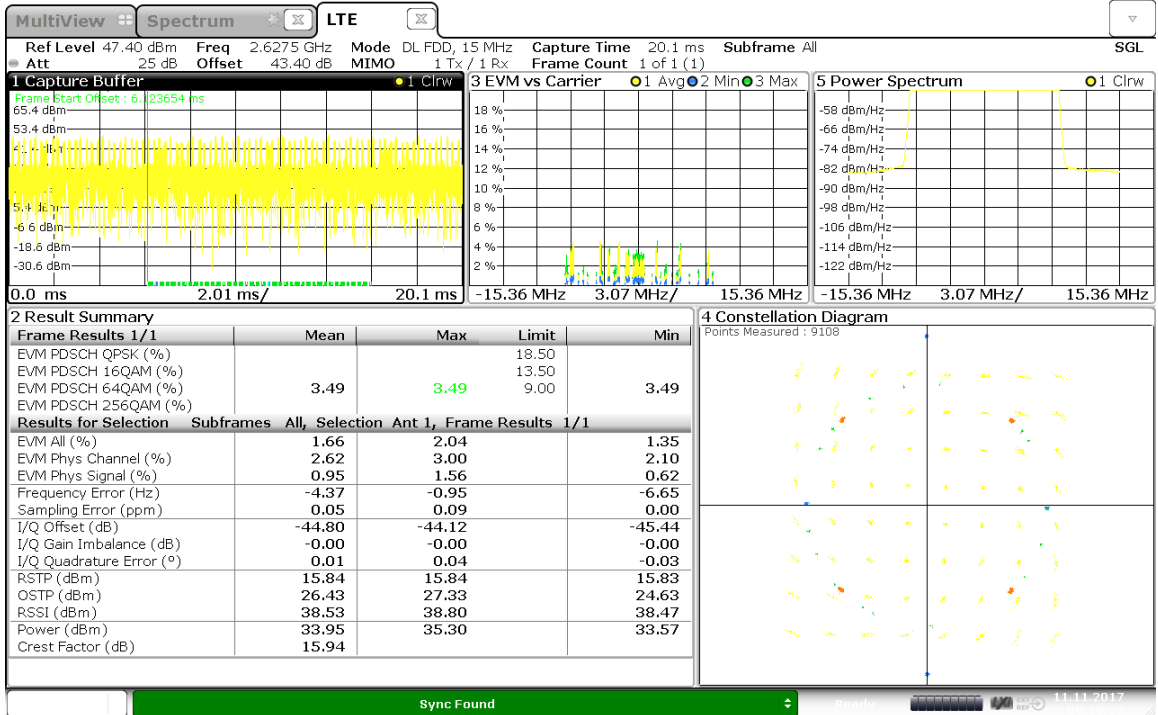 MultiView Spectrum LTE
Ref Level 47.40 dBm Freq 2.6275 GHz Mode DL FDD, 15 MHz Capture Time 20.1 ms Subframe All SGL
Att 25 dB Offset 43.40 dB MIMO 1 Tx / 1 Rx Frame Count 1 of 1 (1)
1 Capture Buffer 1 Clrw
65.4 dBm
53.4 dBm
-6.6 dBm
-18.6 dBm
-30.6 dBm
0.0 ms 2.01 ms/ 20.1 ms
3 EVM vs Carrier 1 Avg 2 Min 3 Max
18 %
16 %
14 %
12 %
10 %
8 %
6 %
4 %
2 %
-15.36 MHz 3.07 MHz/ 15.36 MHz
5 Power Spectrum 1 Clrw
-58 dBm/Hz
-66 dBm/Hz
-74 dBm/Hz
-82 dBm/Hz
-90 dBm/Hz
-98 dBm/Hz
-106 dBm/Hz
-114 dBm/Hz
-122 dBm/Hz
-15.36 MHz 3.07 MHz/ 15.36 MHz
2 Result Summary
Frame Results 1/1 Mean Max Limit Min
EVM PDSCH QPSK (%) 18.50
EVM PDSCH 16QAM (%) 13.50
EVM PDSCH 64QAM (%) 3.49 3.49 9.00 3.49
EVM PDSCH 256QAM (%)
Results for Selection Subframes All, Selection Ant 1, Frame Results 1/1
EVM All (%) 1.66 2.04 1.35
EVM Phys Channel (%) 2.62 3.00 2.10
EVM Phys Signal (%) 0.95 1.56 0.62
Frequency Error (Hz) -4.37 -0.95 -6.65
Sampling Error (ppm) 0.05 0.09 0.00
I/Q Offset (dB) -44.80 -44.12 -45.44
I/Q Gain Imbalance (dB) -0.00 -0.00 -0.00
I/Q Quadrature Error (º) 0.01 0.04 -0.03
RSTP (dBm) 15.84 15.84 15.83
OSTP (dBm) 26.43 27.33 24.63
RSSI (dBm) 38.53 38.80 38.47
Power (dBm) 33.95 35.30 33.57
Crest Factor (dB) 15.94
4 Constellation Diagram
Points Measured : 9108
Sync Found
Ready
LXI EXT REF
11.11.2017